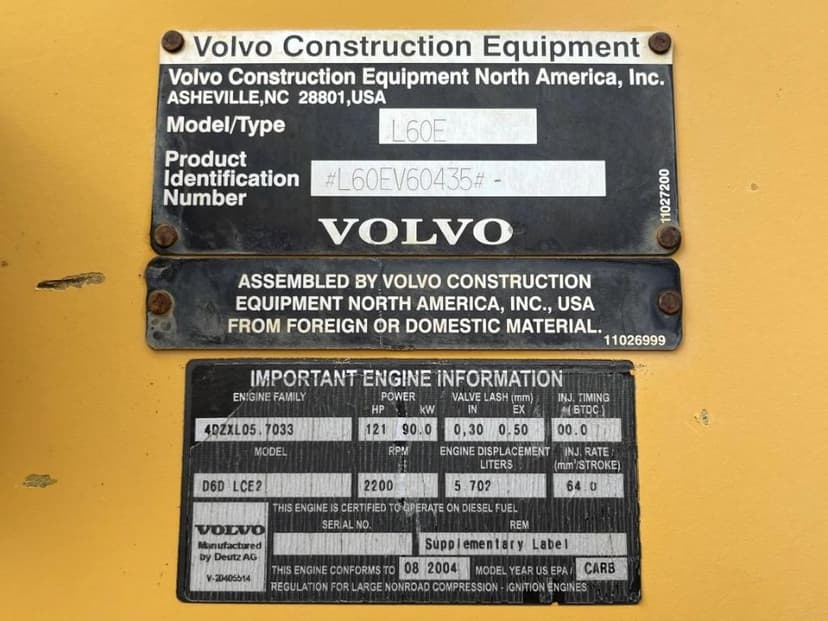 Volvo Construction Equipment
Volvo Construction Equipment North America, Inc.
ASHEVILLE,NC 28801,USA
Model/Type L60E
Product
Identification #L60EV60435# -
Number
11027200
VOLVO
ASSEMBLED BY VOLVO CONSTRUCTION
EQUIPMENT NORTH AMERICA, INC., USA
FROM FOREIGN OR DOMESTIC MATERIAL.
11026999
IMPORTANT ENGINE INFORMATION
ENGINE FAMILY POWER VALVE LASH (mm) INJ. TIMING
HP kW IN EX (BTDC)
4DZXL05.7033 121 90.0 0,30 0.50 00.0
MODEL RPM ENGINE DISPLACEMENT INJ. RATE
LITERS (mm³/STROKE)
D6D LCE2 2200 5.702 64.0
THIS ENGINE IS CERTIFIED TO OPERATE ON DIESEL FUEL
SERIAL NO. REM
VOLVO
Manufactured
by Deutz AG
V-20405514
Supplementary Label
THIS ENGINE CONFORMS TO 08 2004 MODEL YEAR US EPA / CARB
REGULATION FOR LARGE NONROAD COMPRESSION - IGNITION ENGINES